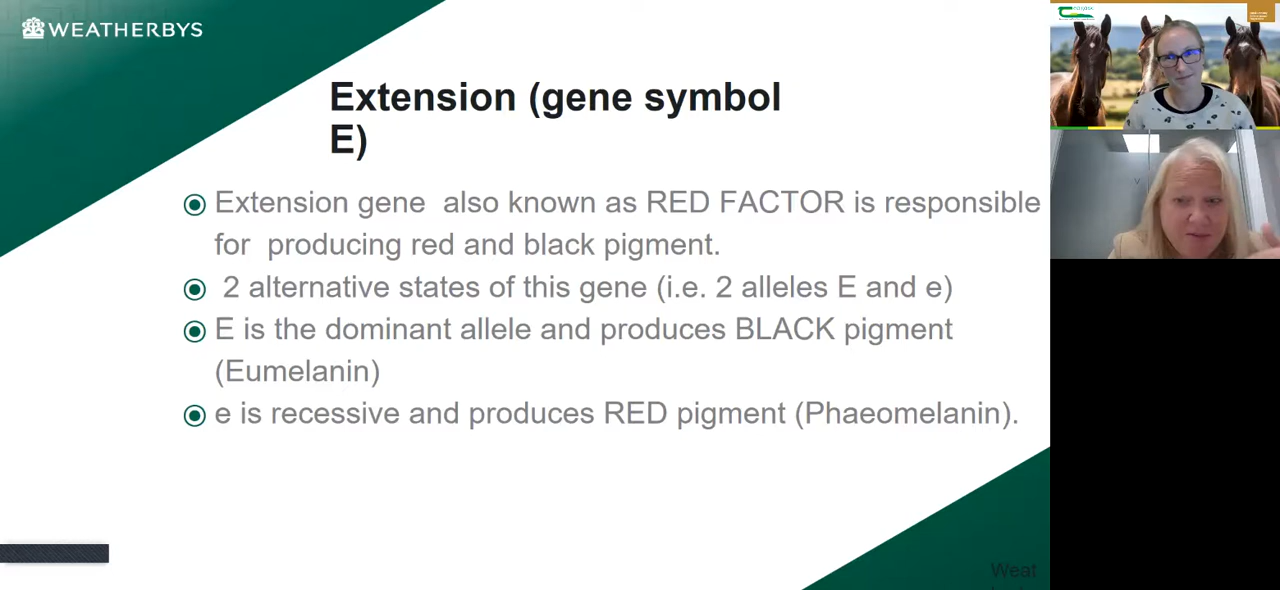 WEATHERBYS
Extension (gene symbol
E)
Extension gene also known as RED FACTOR is responsible
for producing red and black pigment.
2 alternative states of this gene (i.e. 2 alleles E and e)
E is the dominant allele and produces BLACK pigment
(Eumelanin)
e is recessive and produces RED pigment (Phaeomelanin).
Weat